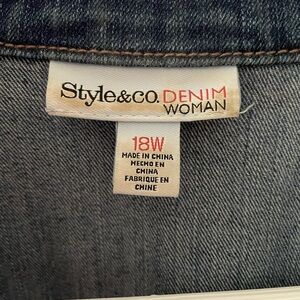 Style&co. DENIM
WOMAN
18W
MADE IN CHINA
HECHO EN
CHINA
FABRIQUE EN
CHINE